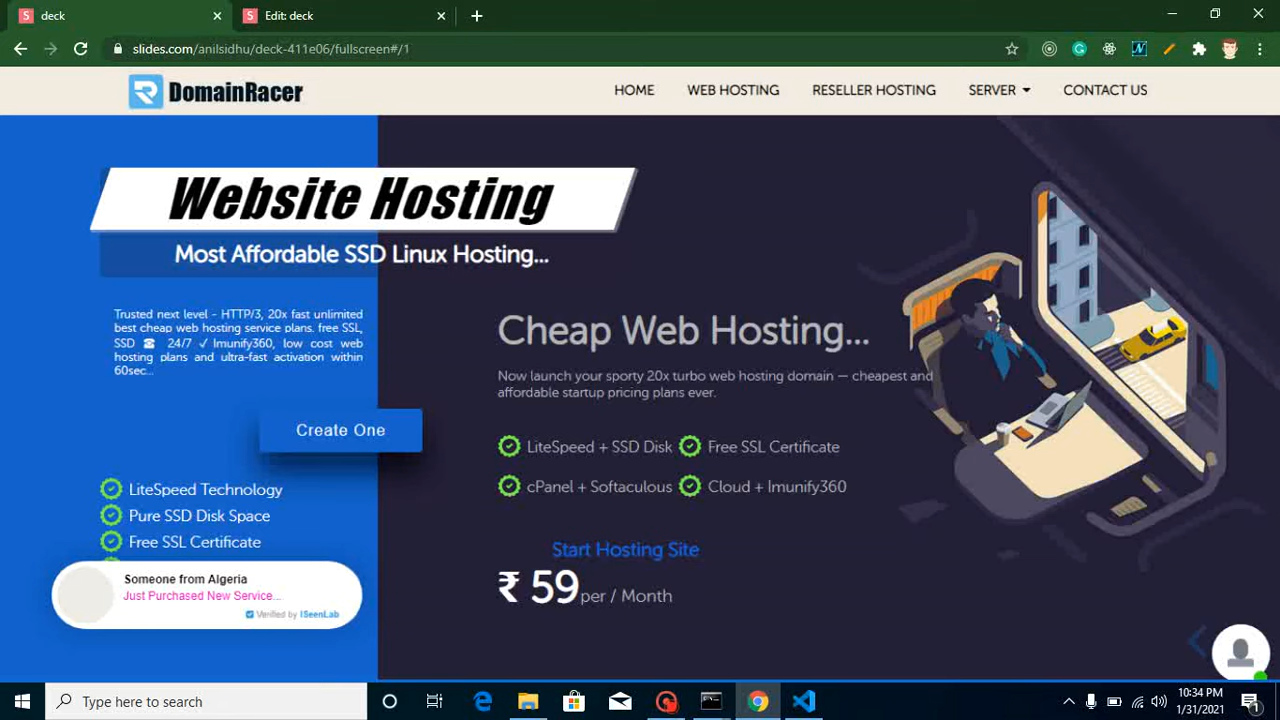 deck
Edit: deck
slides.com/anilsidhu/deck-411e06/fullscreen#/1
DomainRacer
HOME WEB HOSTING RESELLER HOSTING SERVER CONTACT US
Website Hosting
Most Affordable SSD Linux Hosting...
Trusted next level - HTTP/3, 20x fast unlimited
best cheap web hosting service plans. free SSL,
SSD ☎ 24/7 ✓ Imunify360, low cost web
hosting plans and ultra-fast activation within
60sec...
Create One
LiteSpeed Technology
Pure SSD Disk Space
Free SSL Certificate
Someone from Algeria
Just Purchased New Service...
Verified by ISeenLab
Cheap Web Hosting...
Now launch your sporty 20x turbo web hosting domain — cheapest and
affordable startup pricing plans ever.
LiteSpeed + SSD Disk Free SSL Certificate
cPanel + Softaculous Cloud + Imunify360
Start Hosting Site
₹ 59 per / Month
Type here to search
10:34 PM
1/31/2021